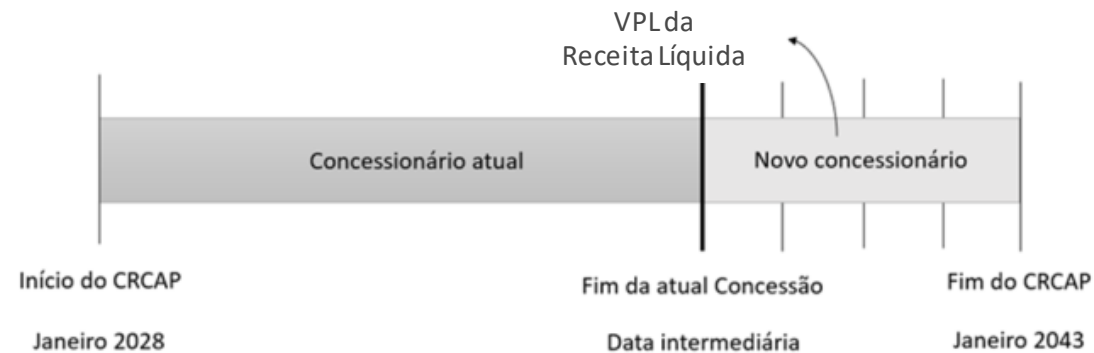 VPL da
Receita Líquida
Concessionário atual
Novo concessionário
Início do CRCAP
Fim da atual Concessão
Fim do CRCAP
Janeiro 2028
Data intermediária
Janeiro 2043